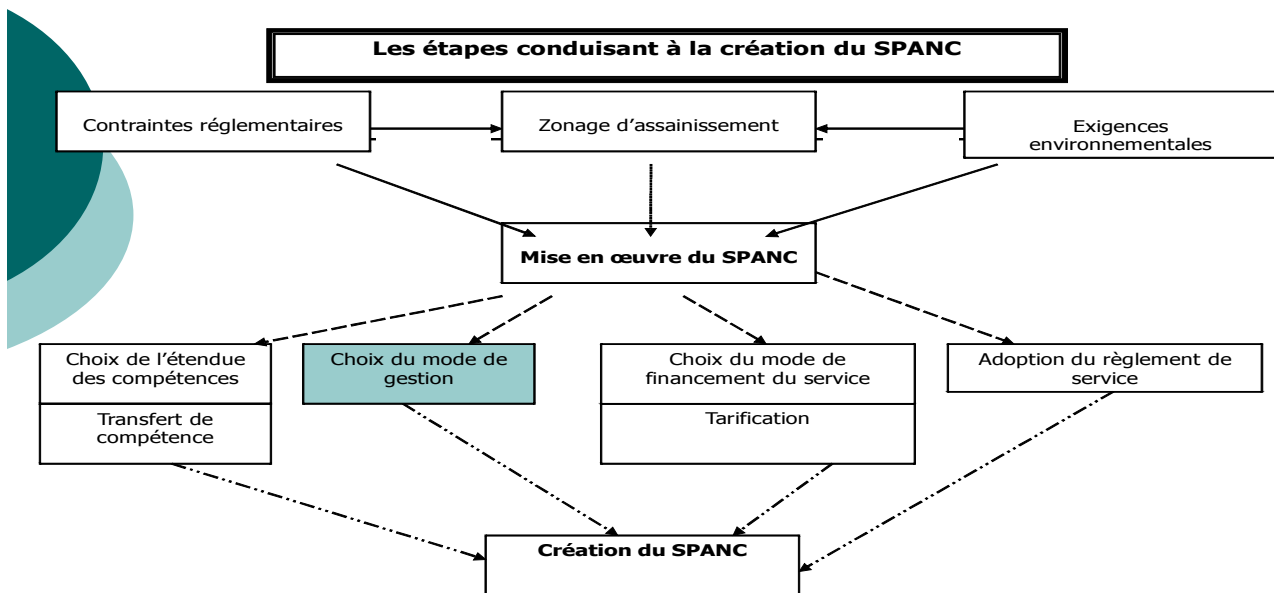 Les étapes conduisant à la création du SPANC
Contraintes réglementaires
Zonage d'assainissement
Exigences
environnementales
Mise en œuvre du SPANC
Choix de l'étendue
des compétences
Transfert de
compétence
Choix du mode de
gestion
Choix du mode de
financement du service
Tarification
Adoption du règlement de
service
Création du SPANC